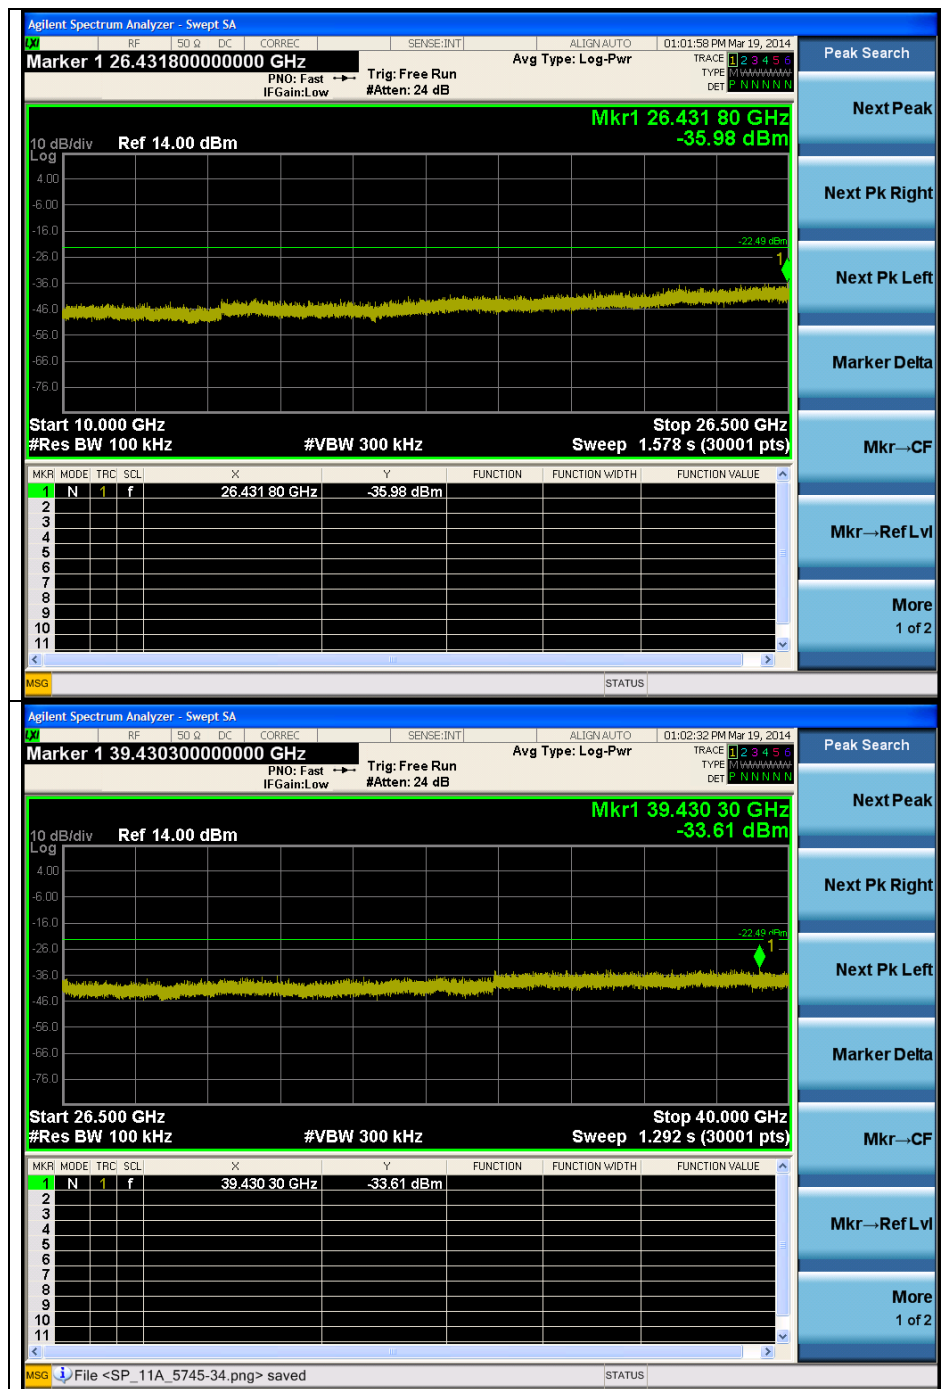 Agilent Spectrum Analyzer - Swept SA
LXI RF 50 Ω DC CORREC SENSE:INT ALIGN AUTO 01:01:58 PM Mar 19, 2014
Marker 1 26.431800000000 GHz
PNO: Fast
IFGain:Low
Trig: Free Run
#Atten: 24 dB
Avg Type: Log-Pwr
TRACE 1 2 3 4 5 6
TYPE M
DET P N N N N N
Peak Search
Mkr1 26.431 80 GHz
-35.98 dBm
10 dB/div
Log
Ref 14.00 dBm
4.00
-6.00
-16.0
-22.49 dBm
-26.0
1
-36.0
-46.0
-56.0
-66.0
-76.0
Start 10.000 GHz
Stop 26.500 GHz
#Res BW 100 kHz
#VBW 300 kHz
Sweep 1.578 s (30001 pts)
MKR MODE TRC SCL X Y FUNCTION FUNCTION WIDTH FUNCTION VALUE
1 N 1 f 26.431 80 GHz -35.98 dBm
2
3
4
5
6
7
8
9
10
11
MSG
STATUS
Next Peak
Next Pk Right
Next Pk Left
Marker Delta
Mkr→CF
Mkr→Ref Lvl
More
1 of 2
Agilent Spectrum Analyzer - Swept SA
LXI RF 50 Ω DC CORREC SENSE:INT ALIGN AUTO 01:02:32 PM Mar 19, 2014
Marker 1 39.430300000000 GHz
PNO: Fast
IFGain:Low
Trig: Free Run
#Atten: 24 dB
Avg Type: Log-Pwr
TRACE 1 2 3 4 5 6
TYPE M
DET P N N N N N
Peak Search
Mkr1 39.430 30 GHz
-33.61 dBm
10 dB/div
Log
Ref 14.00 dBm
4.00
-6.00
-16.0
-22.49 dBm
-26.0
1
-36.0
-46.0
-56.0
-66.0
-76.0
Start 26.500 GHz
Stop 40.000 GHz
#Res BW 100 kHz
#VBW 300 kHz
Sweep 1.292 s (30001 pts)
MKR MODE TRC SCL X Y FUNCTION FUNCTION WIDTH FUNCTION VALUE
1 N 1 f 39.430 30 GHz -33.61 dBm
2
3
4
5
6
7
8
9
10
11
MSG File <SP_11A_5745-34.png> saved
STATUS
Next Peak
Next Pk Right
Next Pk Left
Marker Delta
Mkr→CF
Mkr→Ref Lvl
More
1 of 2